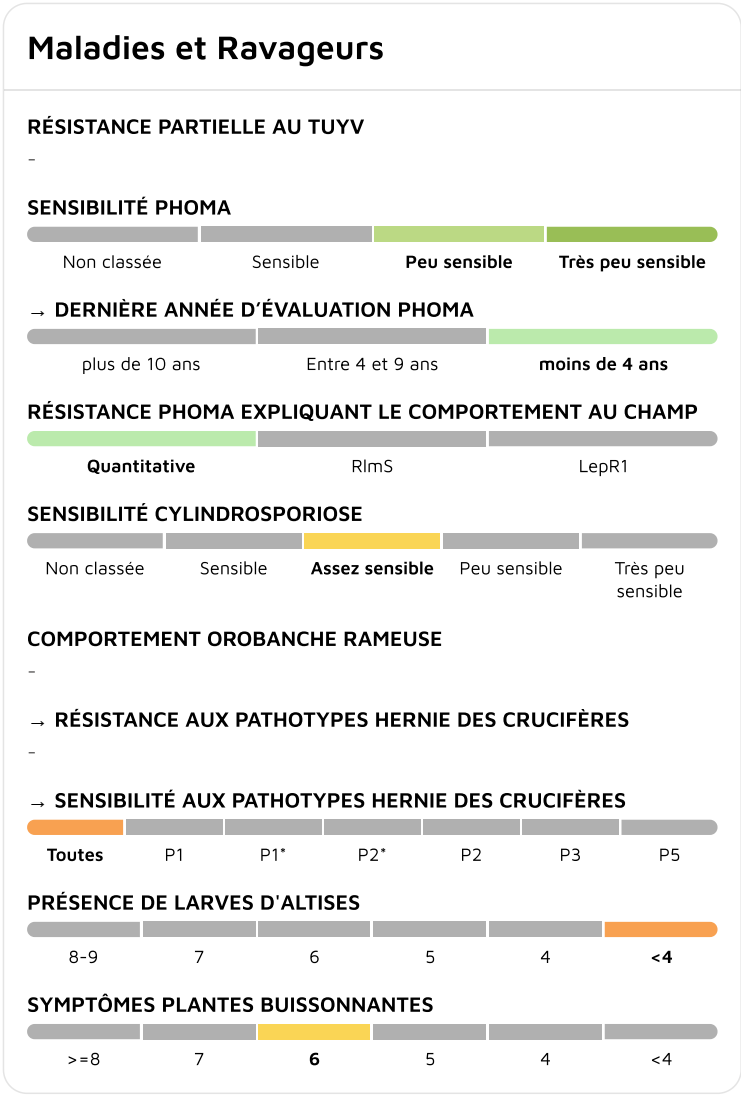 Maladies et Ravageurs
RÉSISTANCE PARTIELLE AU TUYV
-
SENSIBILITÉ PHOMA
Non classée Sensible Peu sensible Très peu sensible
→ DERNIÈRE ANNÉE D’ÉVALUATION PHOMA
plus de 10 ans Entre 4 et 9 ans moins de 4 ans
RÉSISTANCE PHOMA EXPLIQUANT LE COMPORTEMENT AU CHAMP
Quantitative RlmS LepR1
SENSIBILITÉ CYLINDROSPORIOSE
Non classée Sensible Assez sensible Peu sensible Très peu
sensible
COMPORTEMENT OROBANCHE RAMEUSE
-
→ RÉSISTANCE AUX PATHOTYPES HERNIE DES CRUCIFÈRES
-
→ SENSIBILITÉ AUX PATHOTYPES HERNIE DES CRUCIFÈRES
Toutes P1 P1* P2* P2 P3 P5
PRÉSENCE DE LARVES D'ALTISES
8-9 7 6 5 4 <4
SYMPTÔMES PLANTES BUISSONNANTES
>=8 7 6 5 4 <4